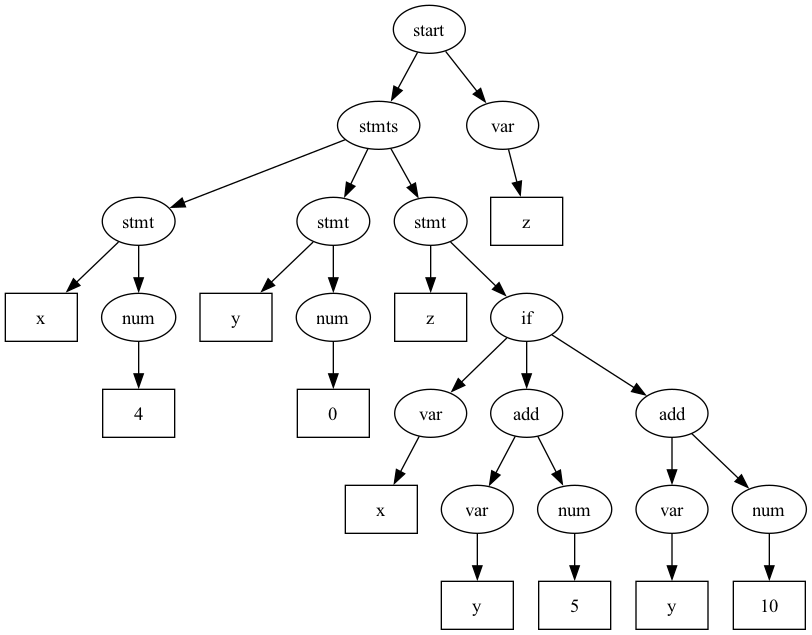 start
stmts var
stmt stmt stmt z
x num y num z if
4 0 var add add
x var num var num
y 5 y 10